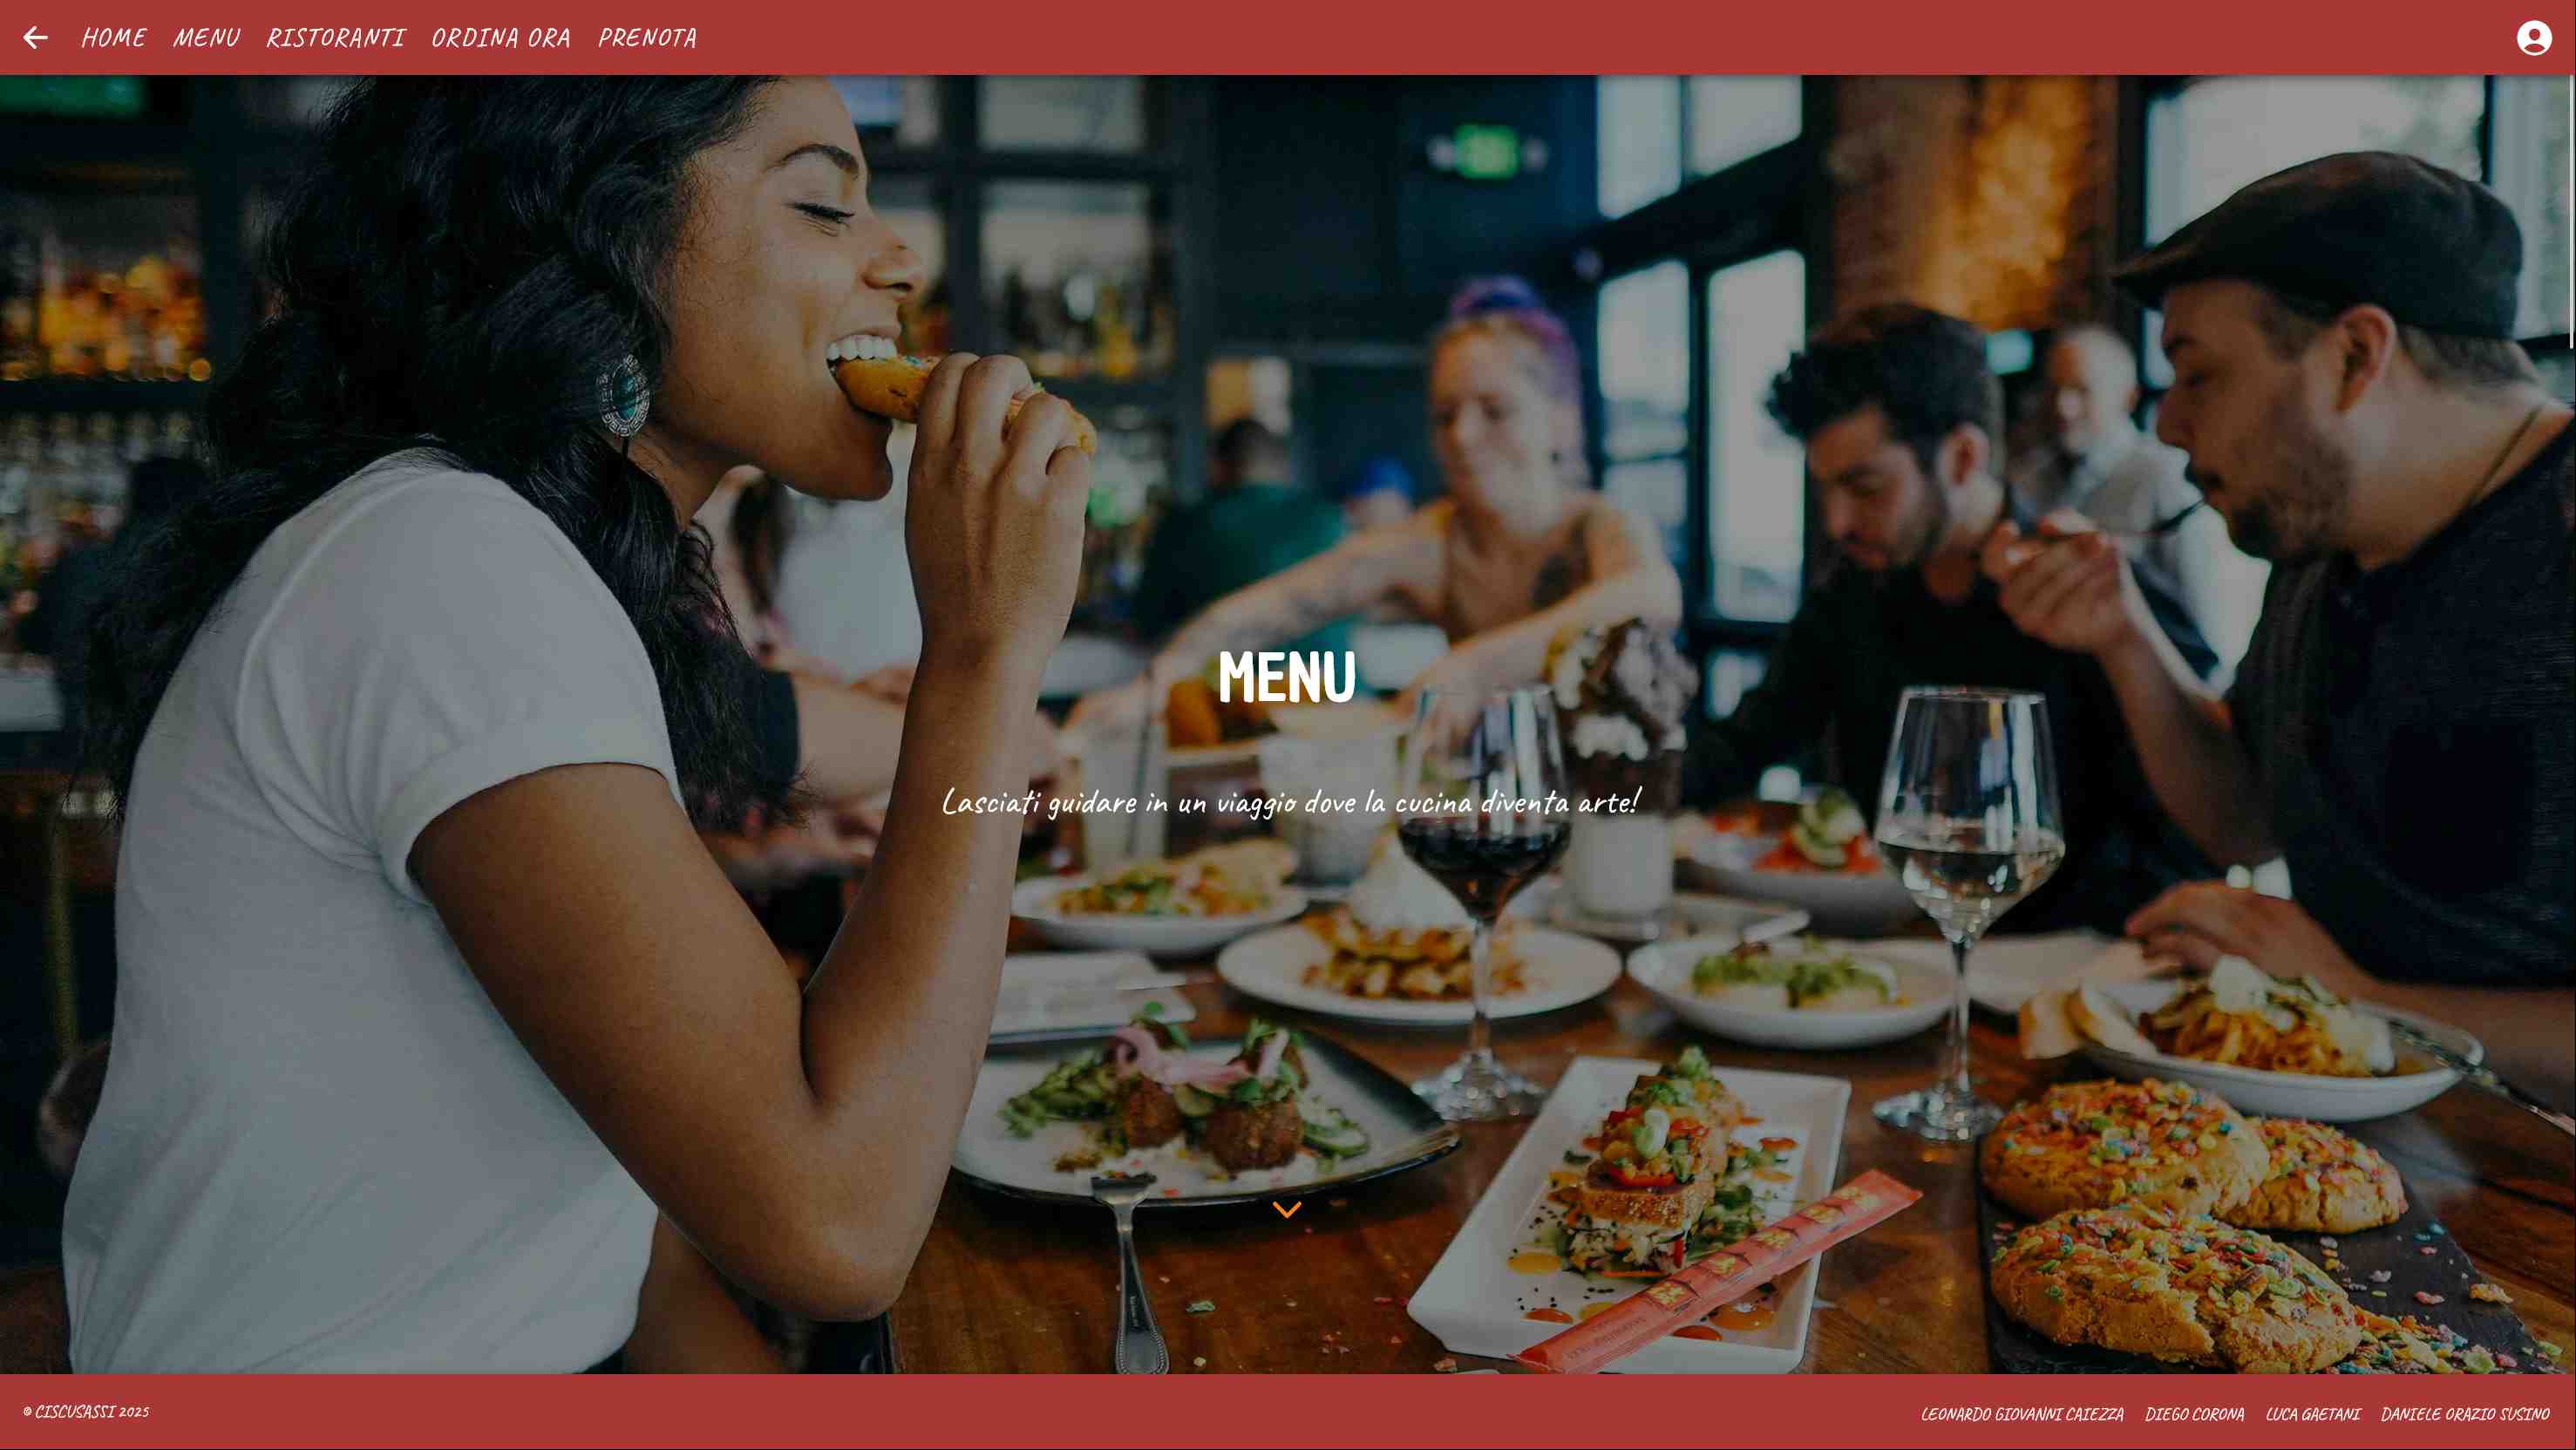 HOME MENU RISTORANTI ORDINA ORA PRENOTA
MENU
Lasciati guidare in un viaggio dove la cucina diventa arte!
© CISCUSASSI 2025
LEONARDO GIOVANNI CAIEZZA DIEGO CORONA LUCA GAETANI DANIELE ORAZIO SUSINO